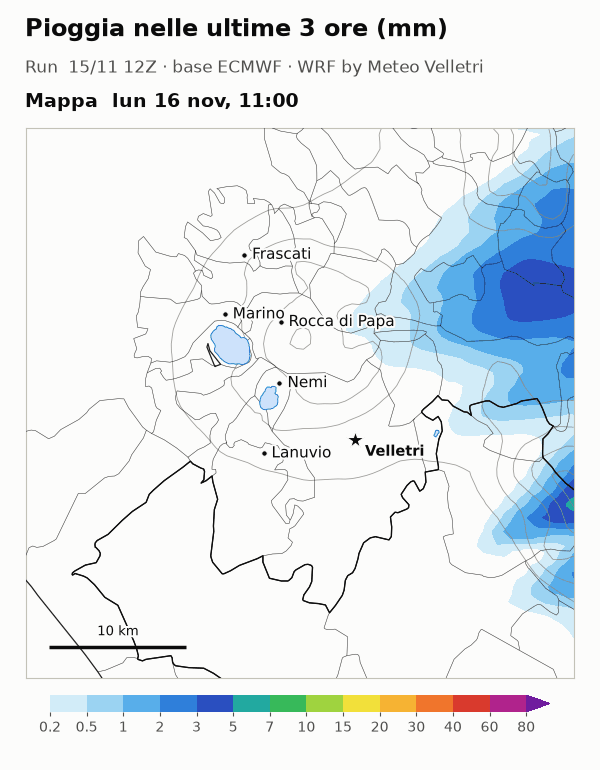 Pioggia nelle ultime 3 ore (mm)
Run  15/11 12Z · base ECMWF · WRF by Meteo Velletri
Mappa  lun 16 nov, 11:00
Frascati
Marino
Rocca di Papa
Nemi
Velletri
Lanuvio
10 km
0.2 0.5 1 2 3 5 7 10 15 20 30 40 60 80